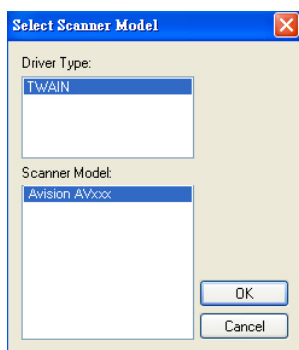 Select Scanner Model
Driver Type:
TWAIN
Scanner Model:
Avision AVxxx
OK
Cancel